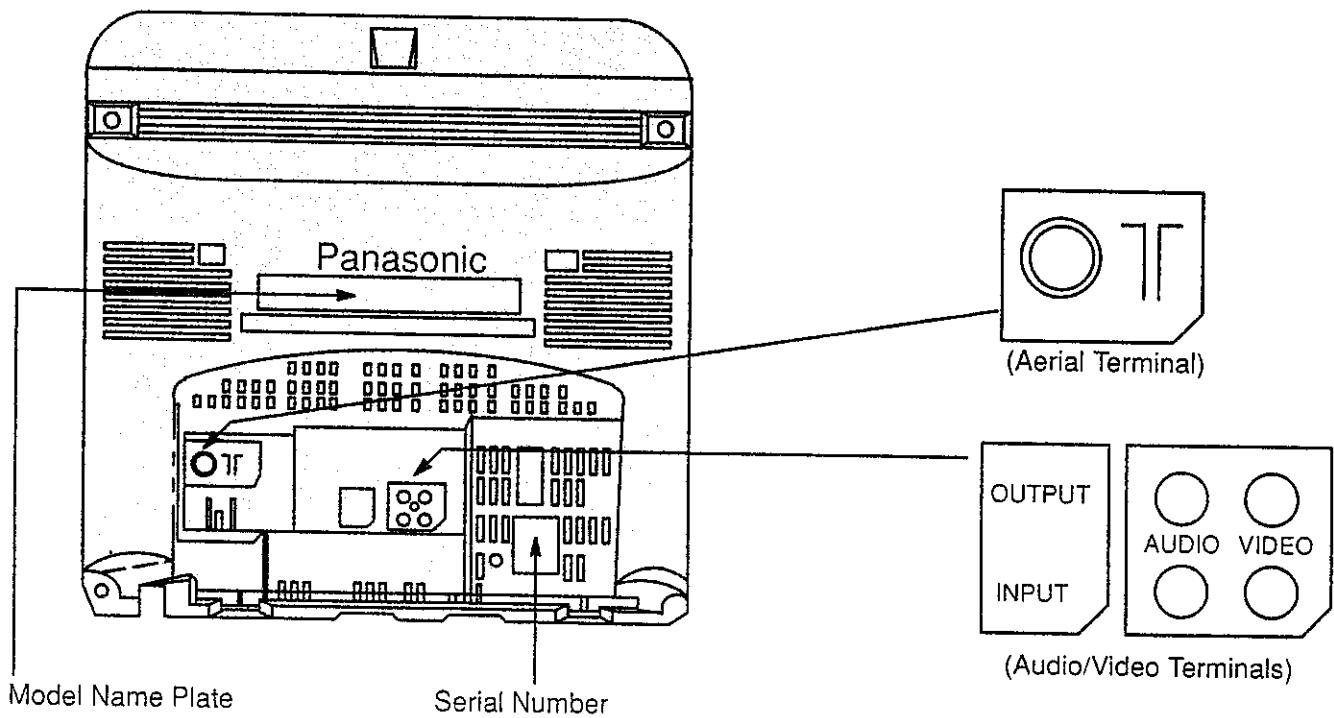 Panasonic
(Aerial Terminal)
OUTPUT
AUDIO VIDEO
INPUT
(Audio/Video Terminals)
Model Name Plate
Serial Number